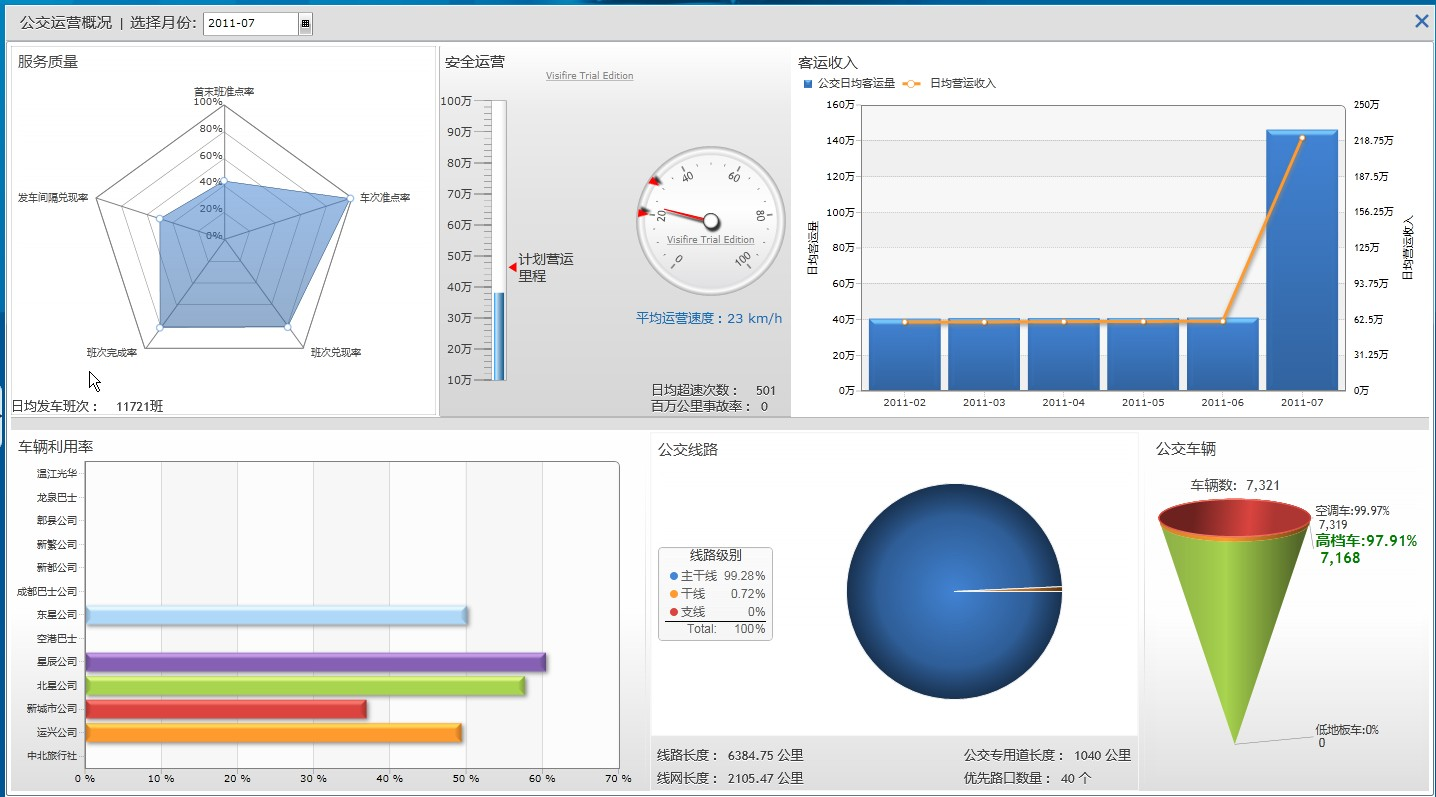 公交运营概况 | 选择月份: 2011-07
服务质量
首末班准点率
100%
80%
60%
40%
20%
0%
发车间隔兑现率
车次准点率
班次完成率
班次兑现率
日均发车班次： 11721班
安全运营
Visifire Trial Edition
100万
90万
80万
70万
60万
50万
40万
30万
20万
10万
计划营运
里程
0
20
40
60
80
100
Visifire Trial Edition
平均运营速度：23 km/h
日均超速次数： 501
百万公里事故率： 0
客运收入
公交日均客运量 日均营运收入
日均客运量
160万
140万
120万
100万
80万
60万
40万
20万
0万
250万
218.75万
187.5万
156.25万
125万
93.75万
62.5万
31.25万
0万
日均营运收入
2011-02 2011-03 2011-04 2011-05 2011-06 2011-07
车辆利用率
温江光华
龙泉巴士
郫县公司
新繁公司
新都公司
成都巴士公司
东星公司
空港巴士
星辰公司
北星公司
新城市公司
运兴公司
中北旅行社
0 % 10 % 20 % 30 % 40 % 50 % 60 % 70 %
公交线路
线路级别
主干线 99.28%
干线 0.72%
支线 0%
Total: 100%
线路长度： 6384.75 公里 公交专用道长度： 1040 公里
线网长度： 2105.47 公里 优先路口数量： 40 个
公交车辆
车辆数: 7,321
空调车:99.97%
7,319
高档车:97.91%
7,168
低地板车:0%
0